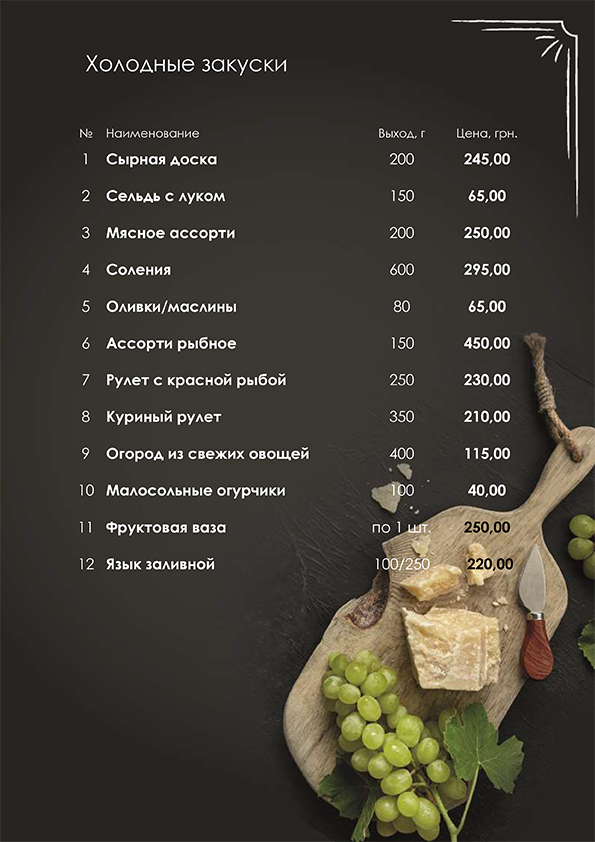 Холодные закуски
№ Наименование Выход, г Цена, грн.
1 Сырная доска 200 245,00
2 Сельдь с луком 150 65,00
3 Мясное ассорти 200 250,00
4 Соления 600 295,00
5 Оливки/маслины 80 65,00
6 Ассорти рыбное 150 450,00
7 Рулет с красной рыбой 250 230,00
8 Куриный рулет 350 210,00
9 Огород из свежих овощей 400 115,00
10 Малосольные огурчики 100 40,00
11 Фруктовая ваза по 1 шт. 250,00
12 Язык заливной 100/250 220,00